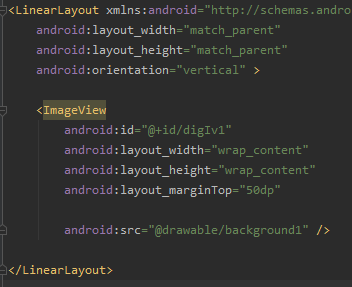 <LinearLayout xmlns:android="http://schemas.andro
android:layout_width="match_parent"
android:layout_height="match_parent"
android:orientation="vertical" >
<ImageView
android:id="@+id/digIv1"
android:layout_width="wrap_content"
android:layout_height="wrap_content"
android:layout_marginTop="50dp"
android:src="@drawable/background1" />
</LinearLayout>